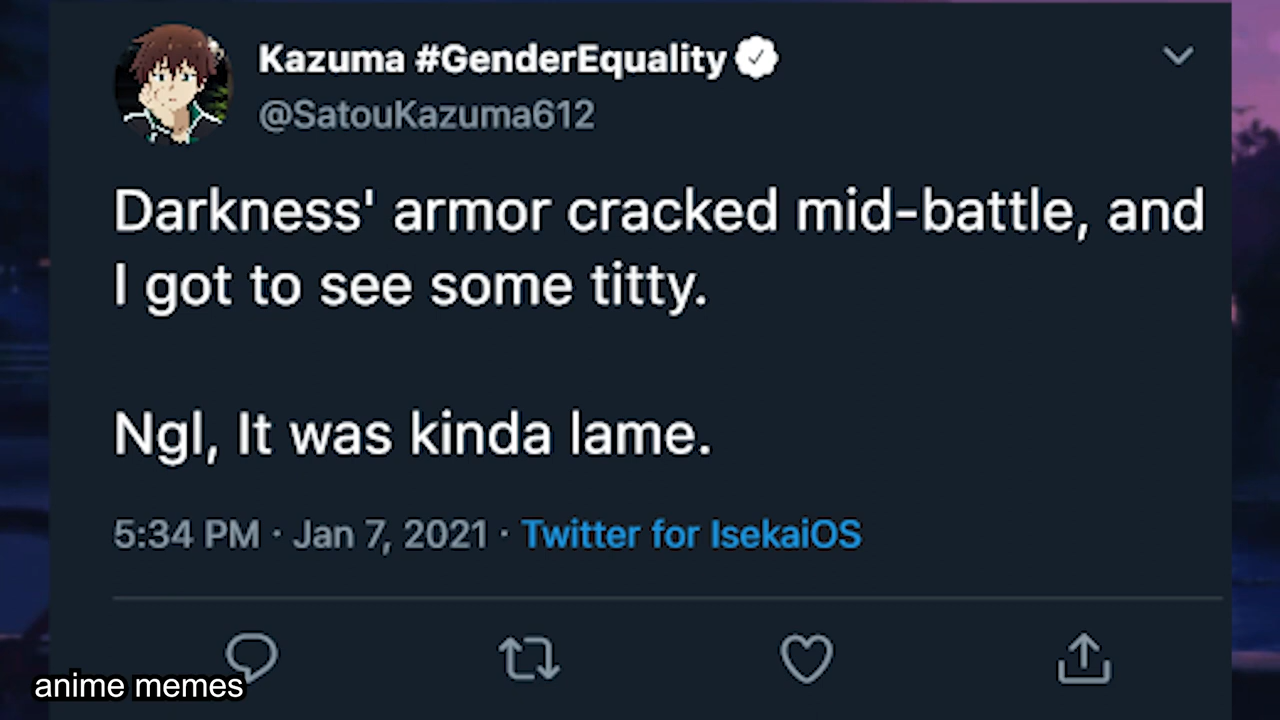 Kazuma #GenderEquality
@SatouKazuma612
Darkness' armor cracked mid-battle, and
I got to see some titty.
Ngl, It was kinda lame.
5:34 PM · Jan 7, 2021 · Twitter for IsekaiOS
anime memes